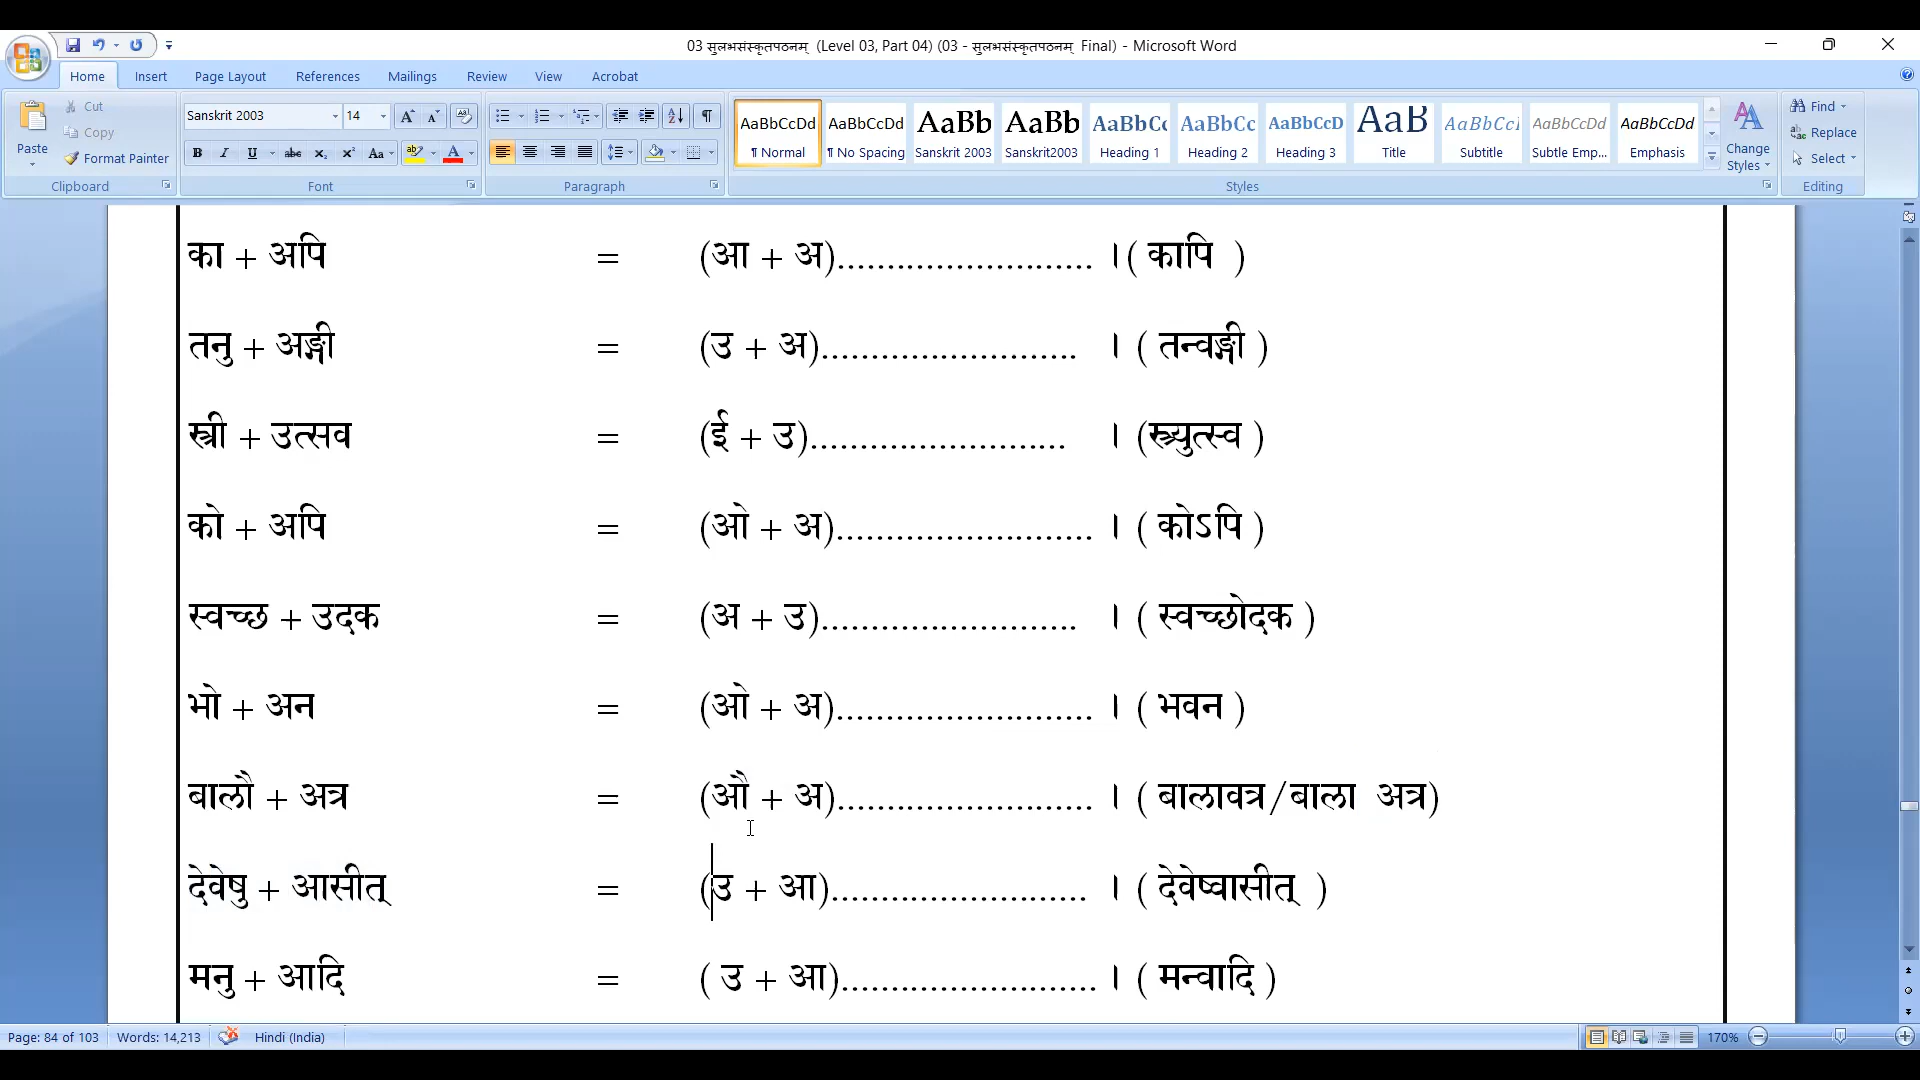 03 सुलभसंस्कृतपठनम् (Level 03, Part 04) (03 - सुलभसंस्कृतपठनम् Final) - Microsoft Word
Home Insert Page Layout References Mailings Review View Acrobat
Paste Cut Copy Format Painter Clipboard
Sanskrit 2003 14 Font
Paragraph
AaBbCcDd ¶ Normal AaBbCcDd ¶ No Spacing AaBb Sanskrit 2003 AaBb Sanskrit2003 AaBbCc Heading 1 AaBbCc Heading 2 AaBbCcD Heading 3 AaB Title AaBbCcl Subtitle AaBbCcDd Subtle Emp... AaBbCcDd Emphasis Change Styles Styles
Find Replace Select Editing
का + अपि = (आ + अ).......................... । ( कापि )
तनु + अङ्गी = (उ + अ).......................... । ( तन्वङ्गी )
स्त्री + उत्सव = (ई + उ).......................... । (स्त्र्युत्स्व )
को + अपि = (ओ + अ).......................... । ( कोऽपि )
स्वच्छ + उदक = (अ + उ).......................... । ( स्वच्छोदक )
भो + अन = (ओ + अ).......................... । ( भवन )
बालौ + अत्र = (औ + अ).......................... । ( बालावत्र/बाला अत्र)
देवेषु + आसीत् = (उ + आ).......................... । ( देवेष्वासीत् )
मनु + आदि = ( उ + आ).......................... । ( मन्वादि )
Page: 84 of 103 Words: 14,213 Hindi (India) 170%